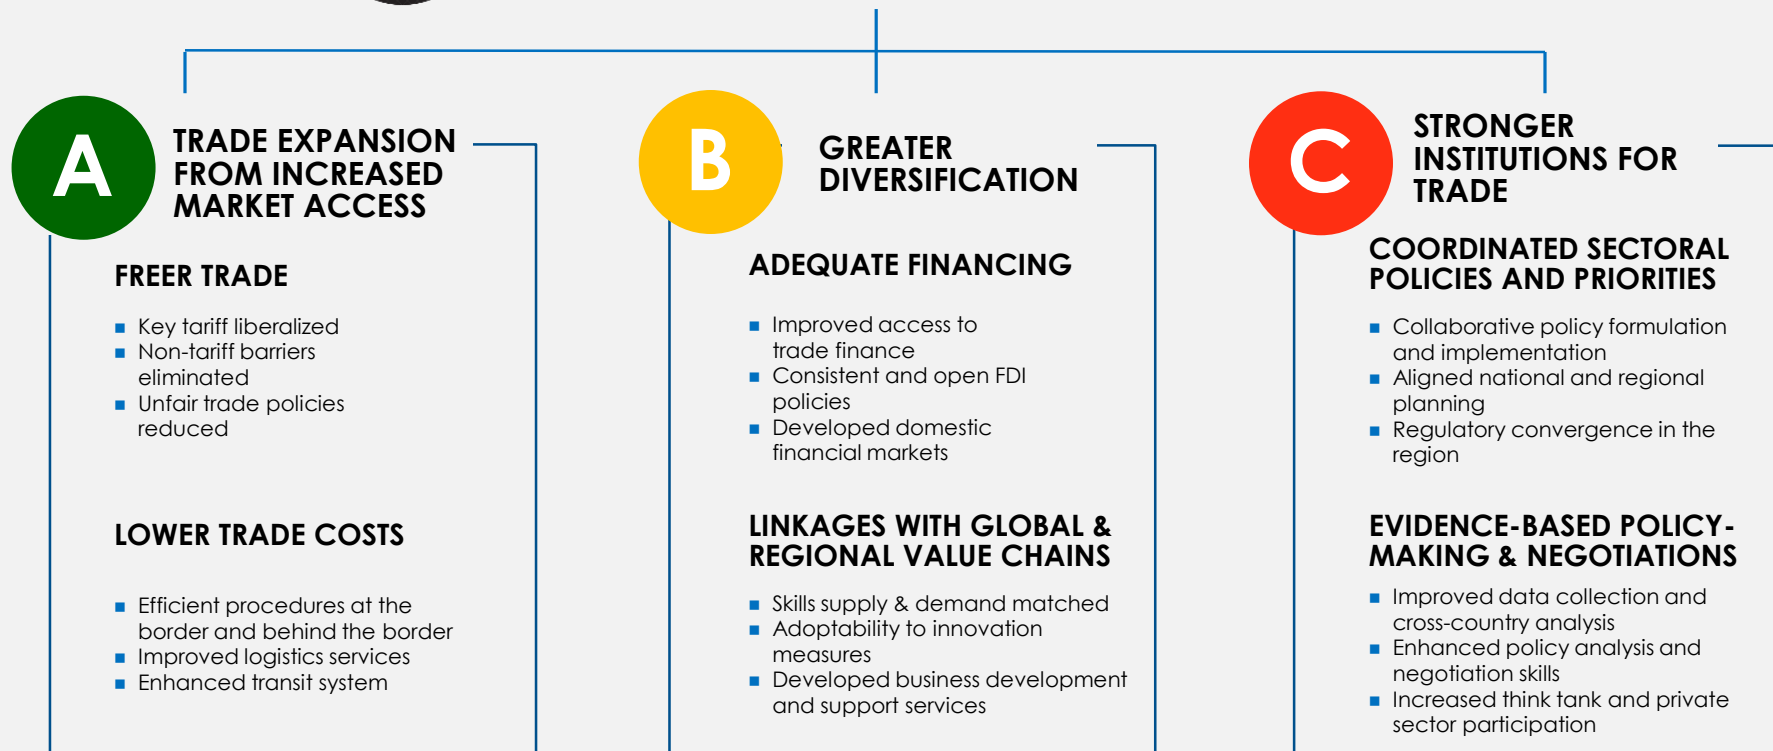 A
TRADE EXPANSION
FROM INCREASED
MARKET ACCESS
FREER TRADE
Key tariff liberalized
Non-tariff barriers
eliminated
Unfair trade policies
reduced
LOWER TRADE COSTS
Efficient procedures at the
border and behind the border
Improved logistics services
Enhanced transit system
B
GREATER
DIVERSIFICATION
ADEQUATE FINANCING
Improved access to
trade finance
Consistent and open FDI
policies
Developed domestic
financial markets
LINKAGES WITH GLOBAL &
REGIONAL VALUE CHAINS
Skills supply & demand matched
Adoptability to innovation
measures
Developed business development
and support services
C
STRONGER
INSTITUTIONS FOR
TRADE
COORDINATED SECTORAL
POLICIES AND PRIORITIES
Collaborative policy formulation
and implementation
Aligned national and regional
planning
Regulatory convergence in the
region
EVIDENCE-BASED POLICY-
MAKING & NEGOTIATIONS
Improved data collection and
cross-country analysis
Enhanced policy analysis and
negotiation skills
Increased think tank and private
sector participation